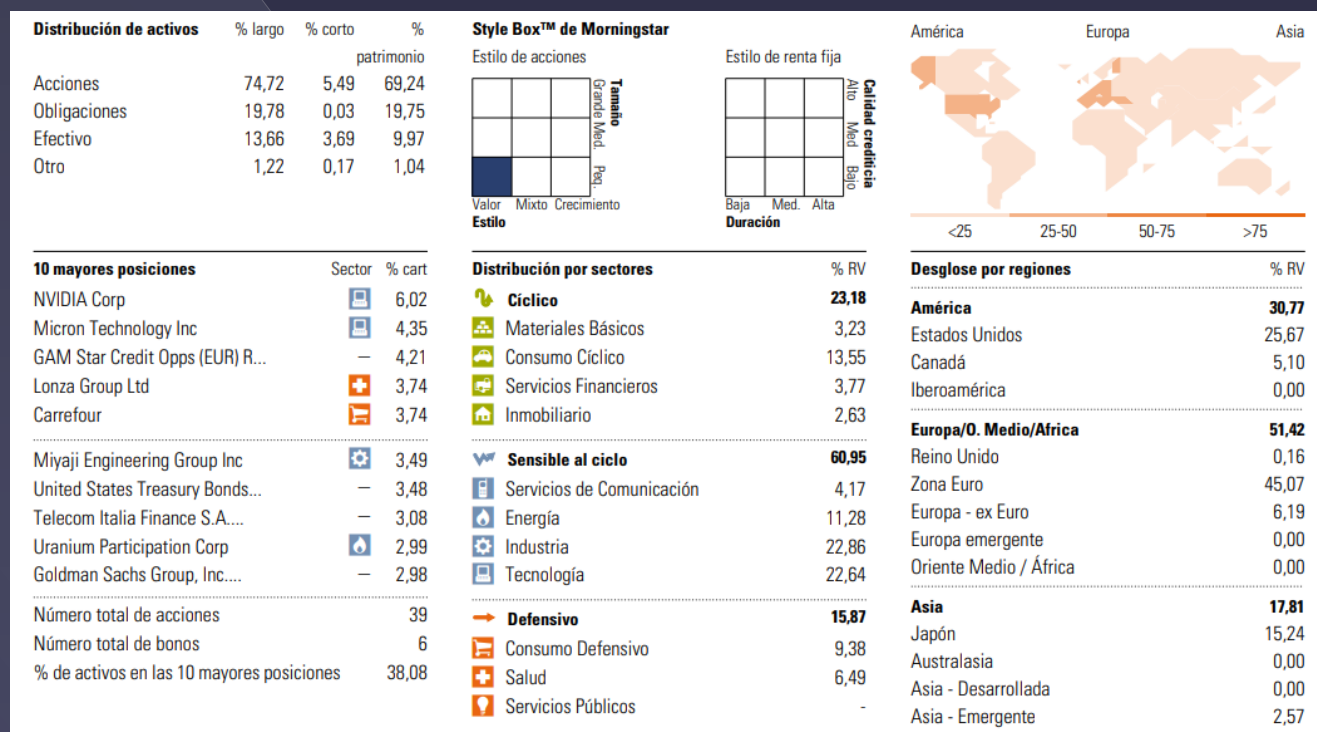 Distribución de activos % largo % corto %
patrimonio
Acciones 74,72 5,49 69,24
Obligaciones 19,78 0,03 19,75
Efectivo 13,66 3,69 9,97
Otro 1,22 0,17 1,04
10 mayores posiciones Sector % cart
NVIDIA Corp 6,02
Micron Technology Inc 4,35
GAM Star Credit Opps (EUR) R... – 4,21
Lonza Group Ltd 3,74
Carrefour 3,74
Miyaji Engineering Group Inc 3,49
United States Treasury Bonds... – 3,48
Telecom Italia Finance S.A.... – 3,08
Uranium Participation Corp 2,99
Goldman Sachs Group, Inc.... – 2,98
Número total de acciones 39
Número total de bonos 6
% de activos en las 10 mayores posiciones 38,08
Style Box™ de Morningstar
Estilo de acciones
Tamaño
Grande Med. Peq.
Valor Mixto Crecimiento
Estilo
Estilo de renta fija
Calidad crediticia
Alto Med Bajo
Baja Med. Alta
Duración
Distribución por sectores % RV
Cíclico 23,18
Materiales Básicos 3,23
Consumo Cíclico 13,55
Servicios Financieros 3,77
Inmobiliario 2,63
Sensible al ciclo 60,95
Servicios de Comunicación 4,17
Energía 11,28
Industria 22,86
Tecnología 22,64
Defensivo 15,87
Consumo Defensivo 9,38
Salud 6,49
Servicios Públicos -
América Europa Asia
<25 25-50 50-75 >75
Desglose por regiones % RV
América 30,77
Estados Unidos 25,67
Canadá 5,10
Iberoamérica 0,00
Europa/O. Medio/Africa 51,42
Reino Unido 0,16
Zona Euro 45,07
Europa - ex Euro 6,19
Europa emergente 0,00
Oriente Medio / África 0,00
Asia 17,81
Japón 15,24
Australasia 0,00
Asia - Desarrollada 0,00
Asia - Emergente 2,57